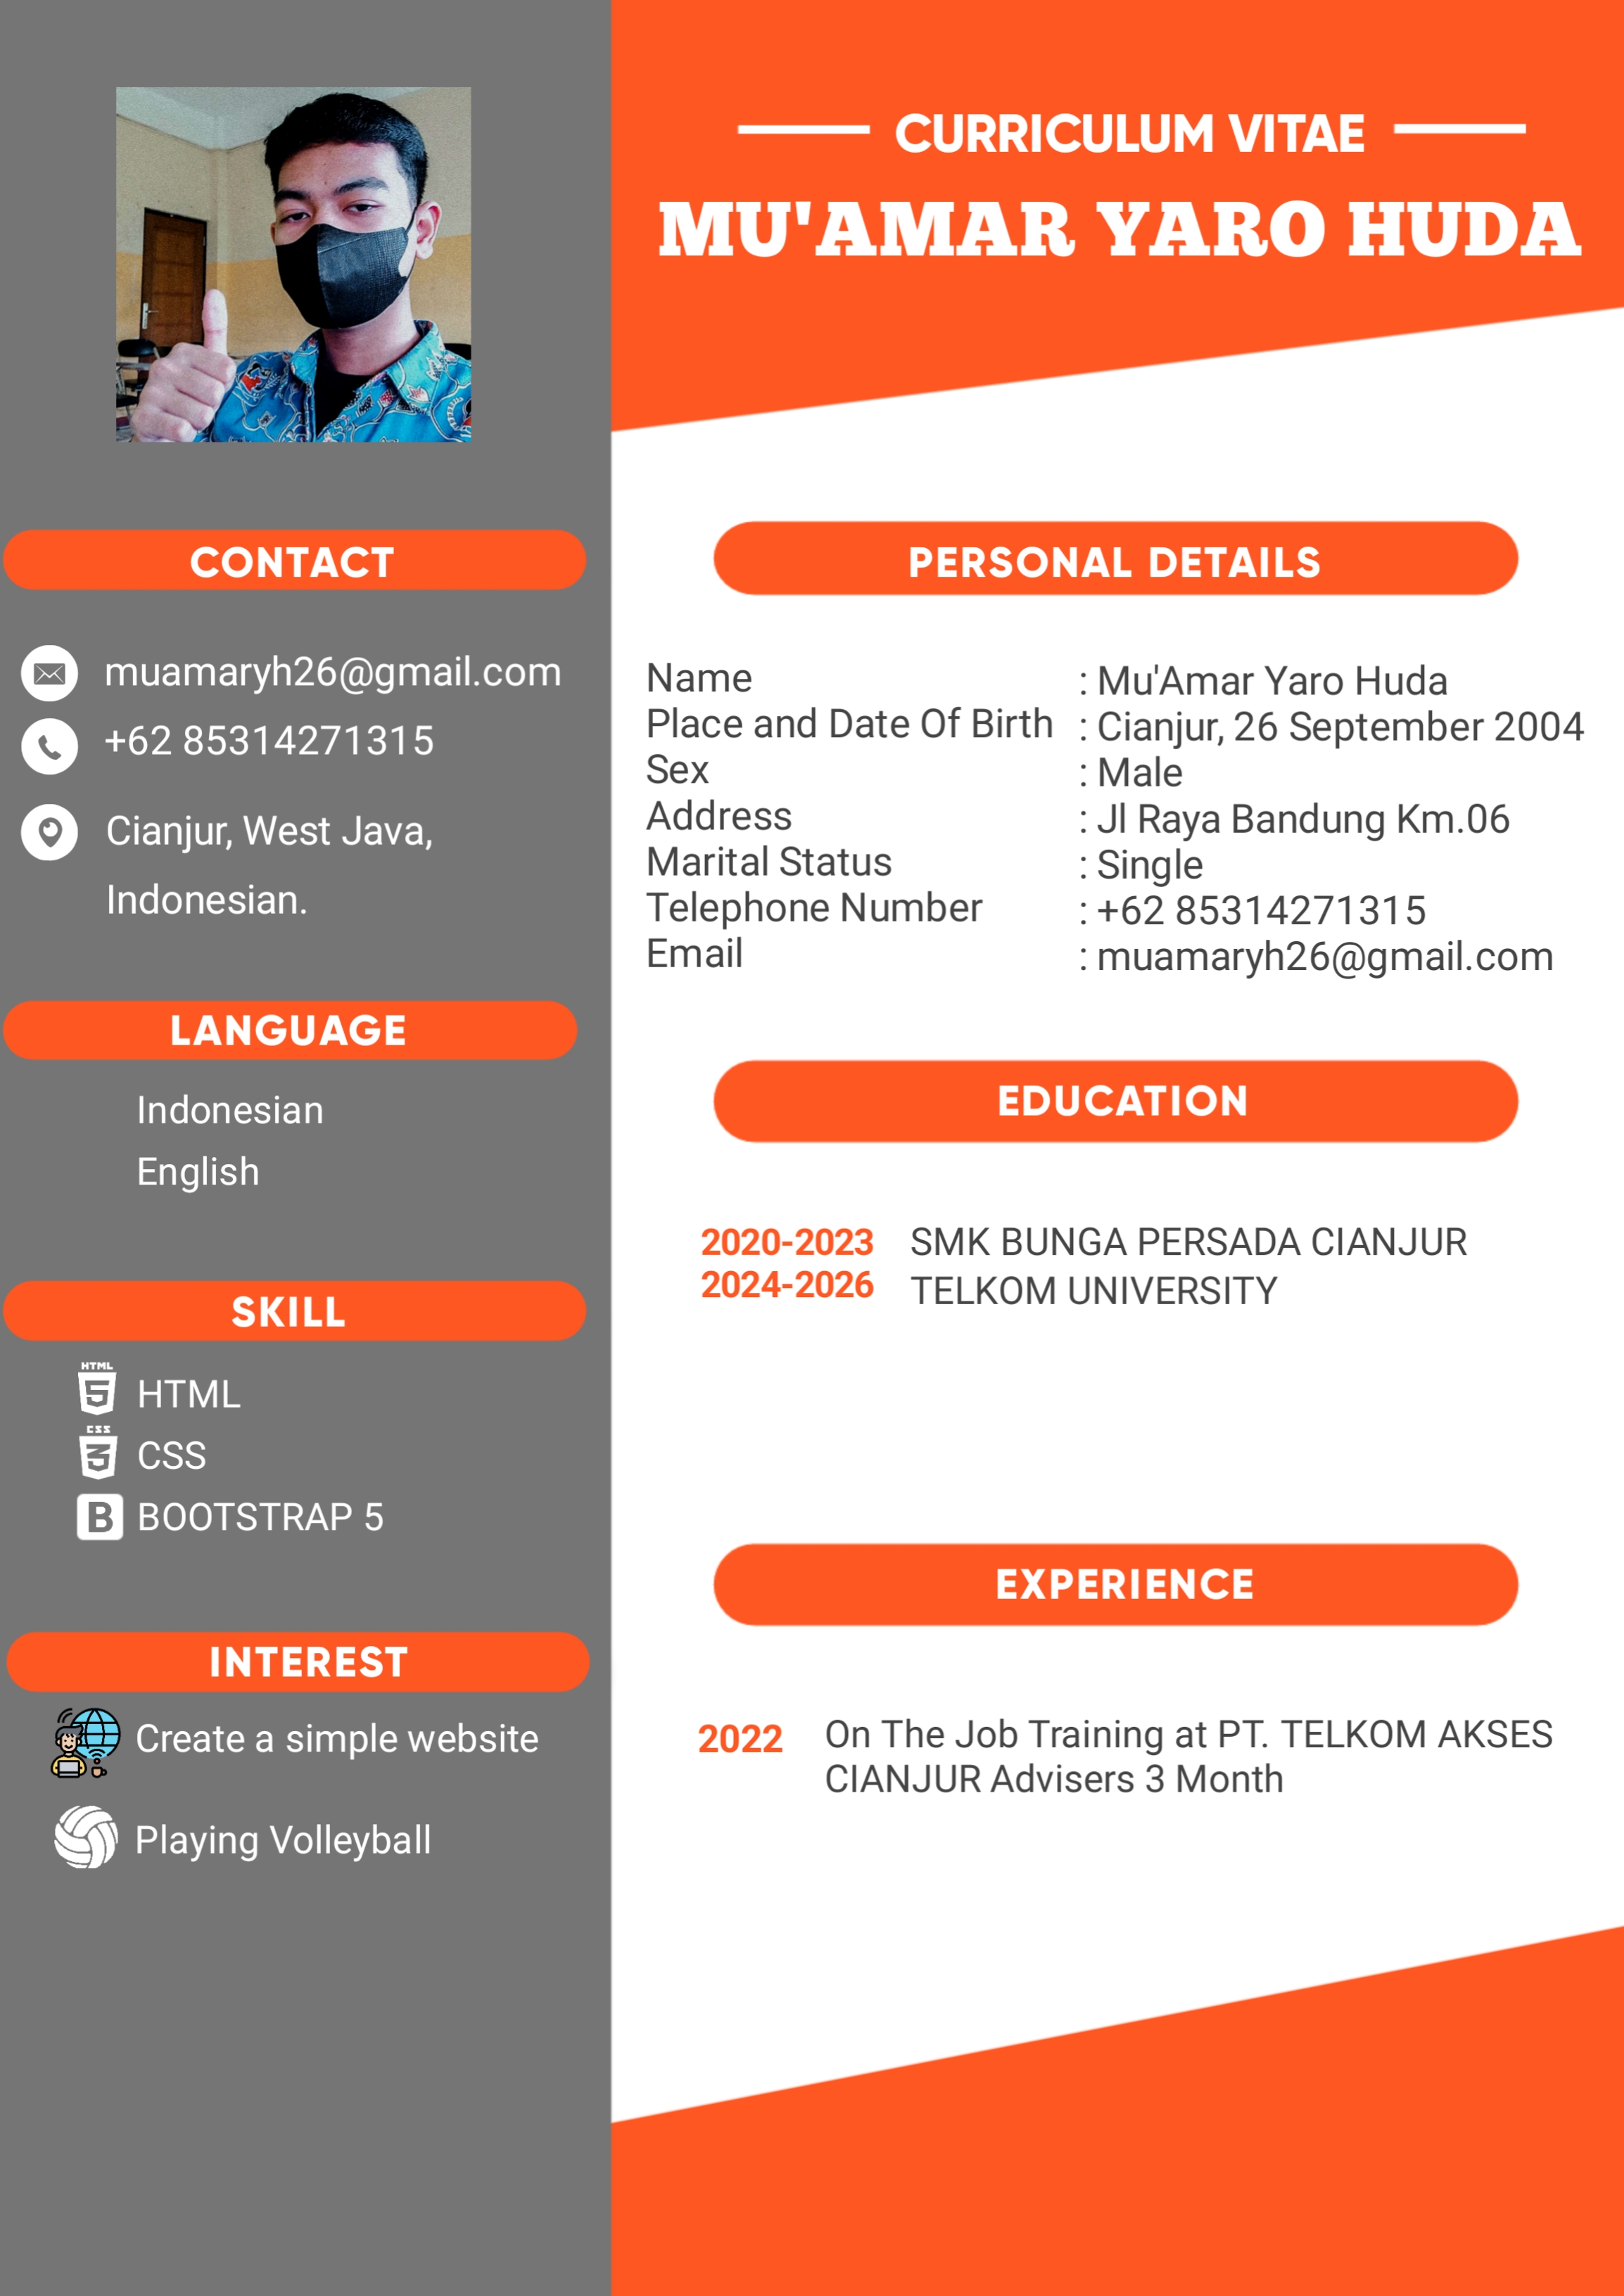 CURRICULUM VITAE
MU'AMAR YARO HUDA
CONTACT
muamaryh26@gmail.com
+62 85314271315
Cianjur, West Java,
Indonesian.
LANGUAGE
Indonesian
English
SKILL
HTML
HTML
CSS
CSS
B BOOTSTRAP 5
INTEREST
Create a simple website
Playing Volleyball
PERSONAL DETAILS
Name : Mu'Amar Yaro Huda
Place and Date Of Birth : Cianjur, 26 September 2004
Sex : Male
Address : Jl Raya Bandung Km.06
Marital Status : Single
Telephone Number : +62 85314271315
Email : muamaryh26@gmail.com
EDUCATION
2020-2023 SMK BUNGA PERSADA CIANJUR
2024-2026 TELKOM UNIVERSITY
EXPERIENCE
2022 On The Job Training at PT. TELKOM AKSES
CIANJUR Advisers 3 Month